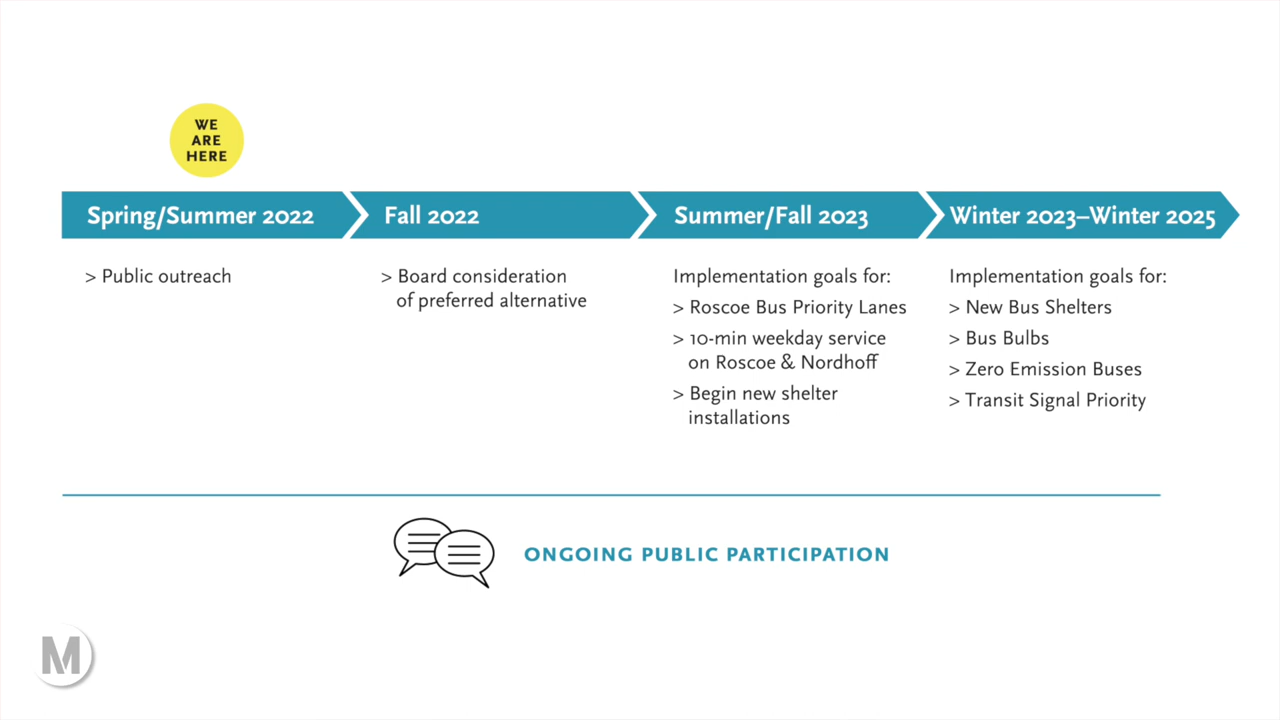 WE
ARE
HERE
Spring/Summer 2022
Fall 2022
Summer/Fall 2023
Winter 2023–Winter 2025
> Public outreach
> Board consideration
of preferred alternative
Implementation goals for:
> Roscoe Bus Priority Lanes
> 10-min weekday service
on Roscoe & Nordhoff
> Begin new shelter
installations
Implementation goals for:
> New Bus Shelters
> Bus Bulbs
> Zero Emission Buses
> Transit Signal Priority
ONGOING PUBLIC PARTICIPATION
M